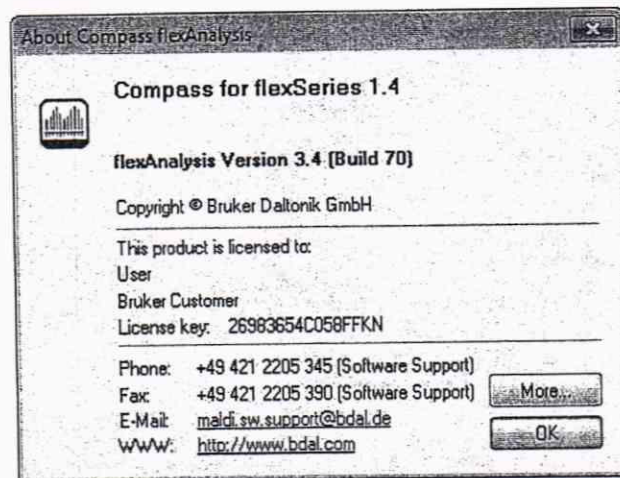 About Compass flexAnalysis
Compass for flexSeries 1.4
flexAnalysis Version 3.4 (Build 70)
Copyright © Bruker Daltonik GmbH
This product is licensed to:
User
Bruker Customer
License key: 26983654C058FFKN
Phone: +49 421 2205 345 (Software Support)
Fax: +49 421 2205 390 (Software Support)
More...
E-Mail: maldi.sw.support@bdal.de
WWW: http://www.bdal.com
OK